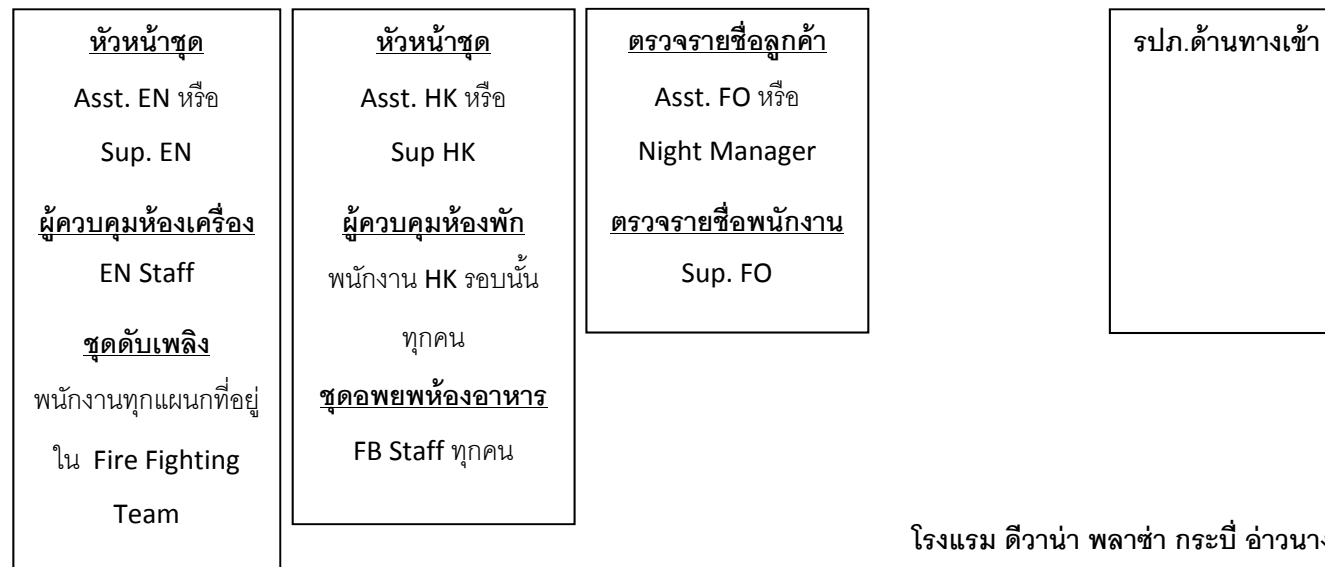 หัวหน้าชุด
Asst. EN หรือ
Sup. EN
ผู้ควบคุมห้องเครื่อง
EN Staff
ชุดดับเพลิง
พนักงานทุกแผนกที่อยู่
ใน Fire Fighting
Team
หัวหน้าชุด
Asst. HK หรือ
Sup HK
ผู้ควบคุมห้องพัก
พนักงาน HK รอบนั้น
ทุกคน
ชุดอพยพห้องอาหาร
FB Staff ทุกคน
ตรวจรายชื่อลูกค้า
Asst. FO หรือ
Night Manager
ตรวจรายชื่อพนักงาน
Sup. FO
รปภ.ด้านทางเข้า
โรงแรม ดีวาน่า พลาซ่า กระบี่ อ่าวนาง